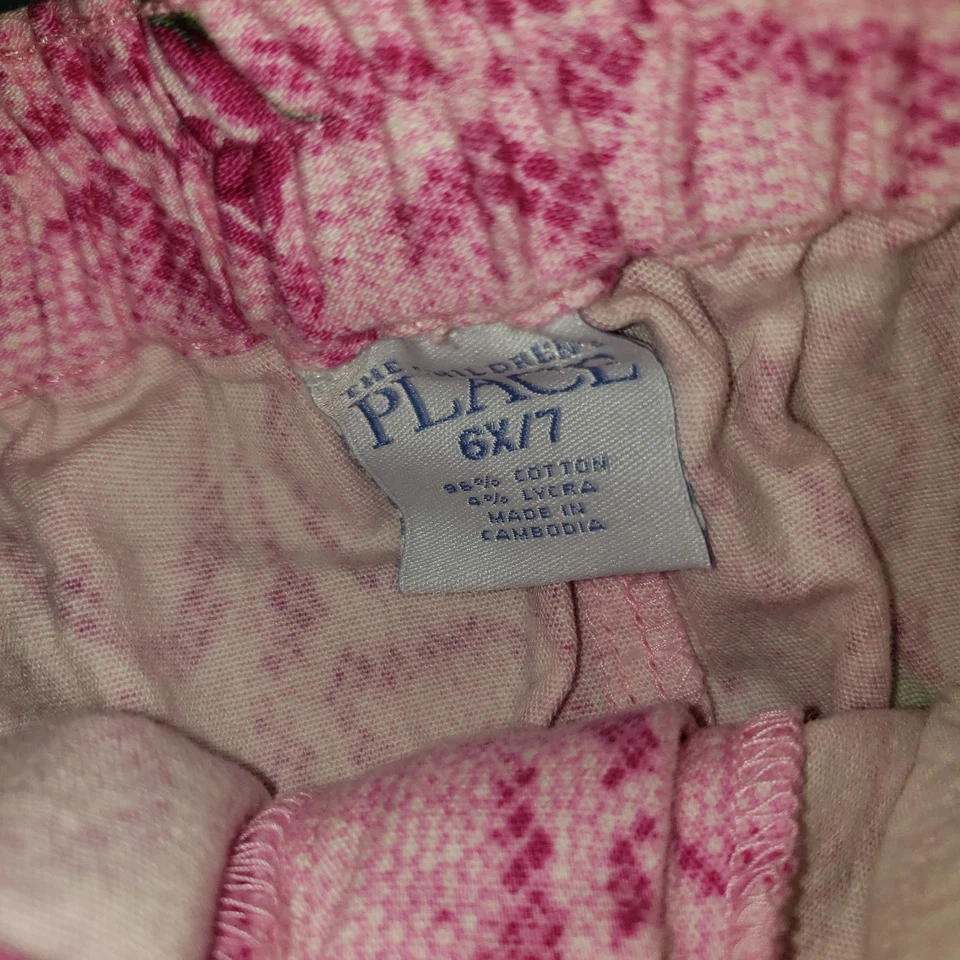 THE CHILDREN'S
PLACE
6X/7
96% COTTON
4% LYCRA
MADE IN
CAMBODIA